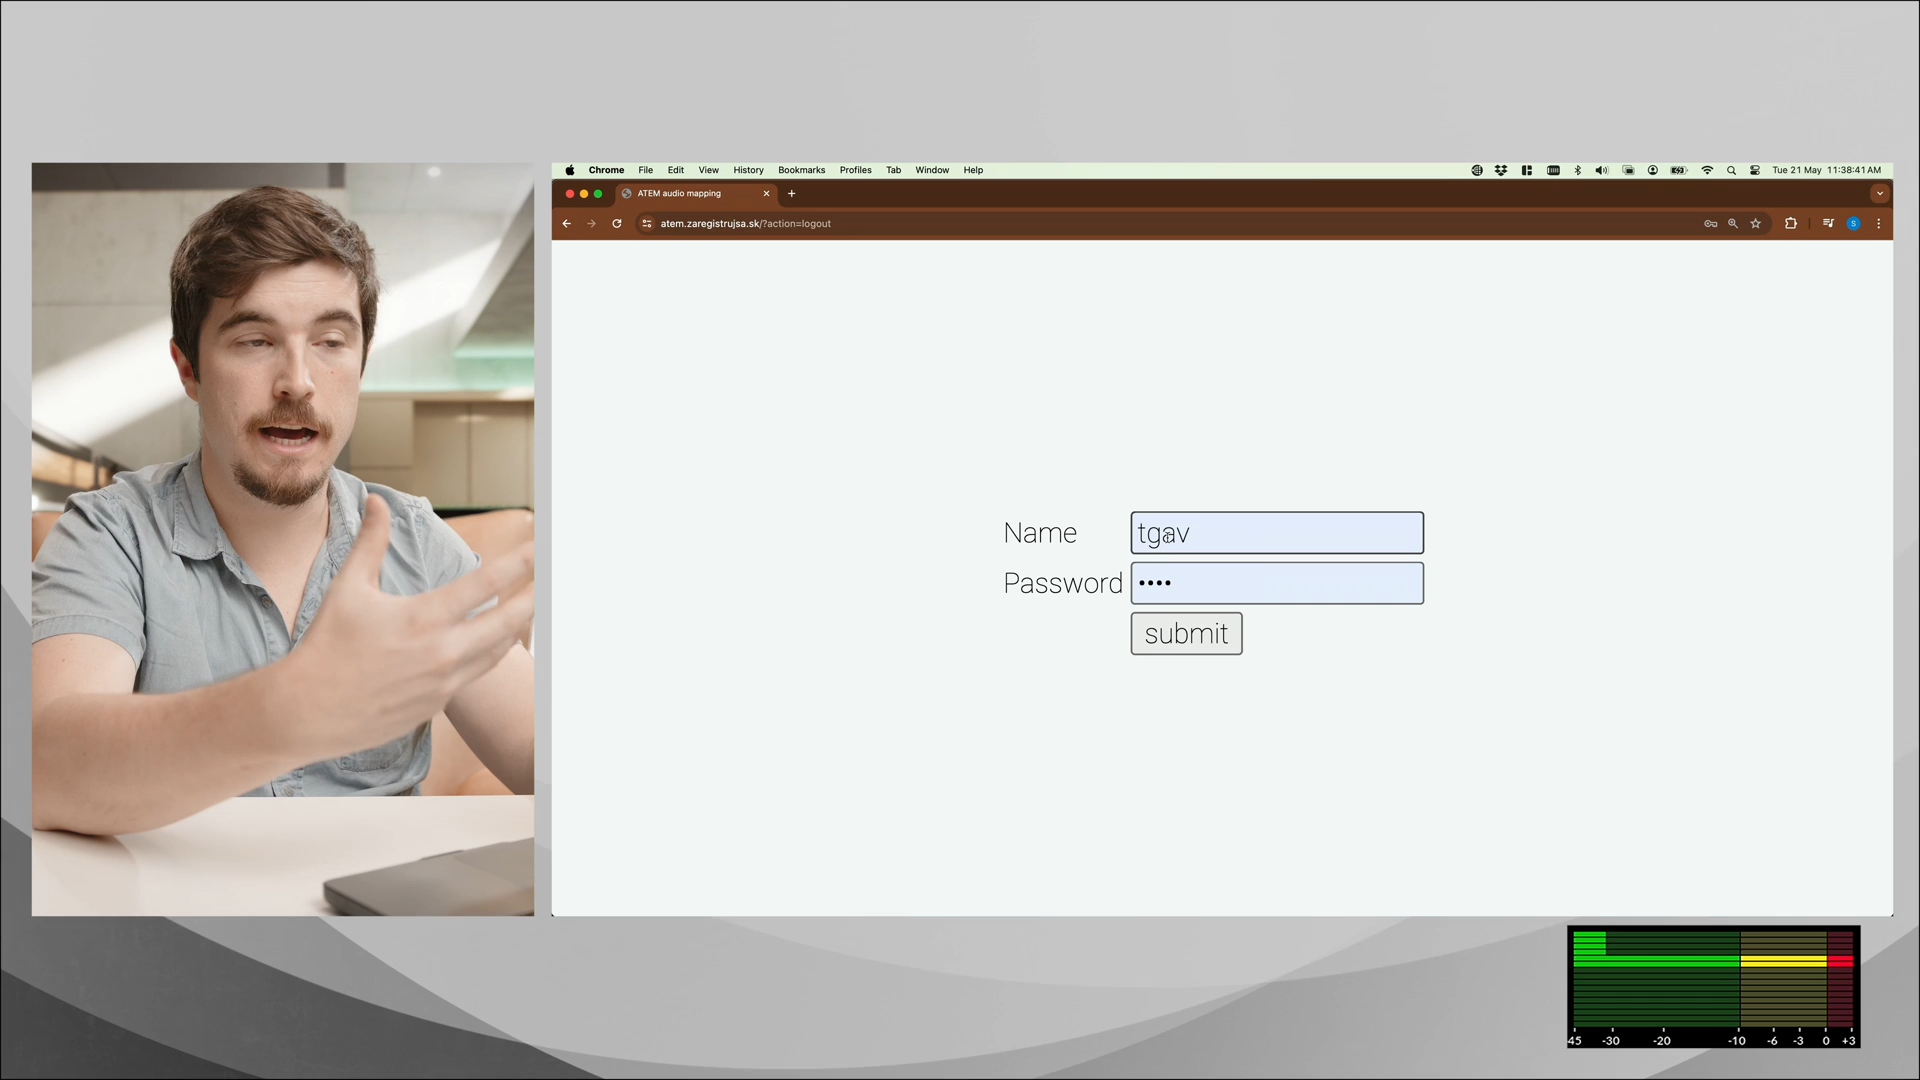 Chrome File Edit View History Bookmarks Profiles Tab Window Help
Tue 21 May 11:38:41 AM
ATEM audio mapping
atem.zaregistrujsa.sk/?action=logout
S
Name tgav
Password ••••
submit
45 -30 -20 -10 -6 -3 0 +3